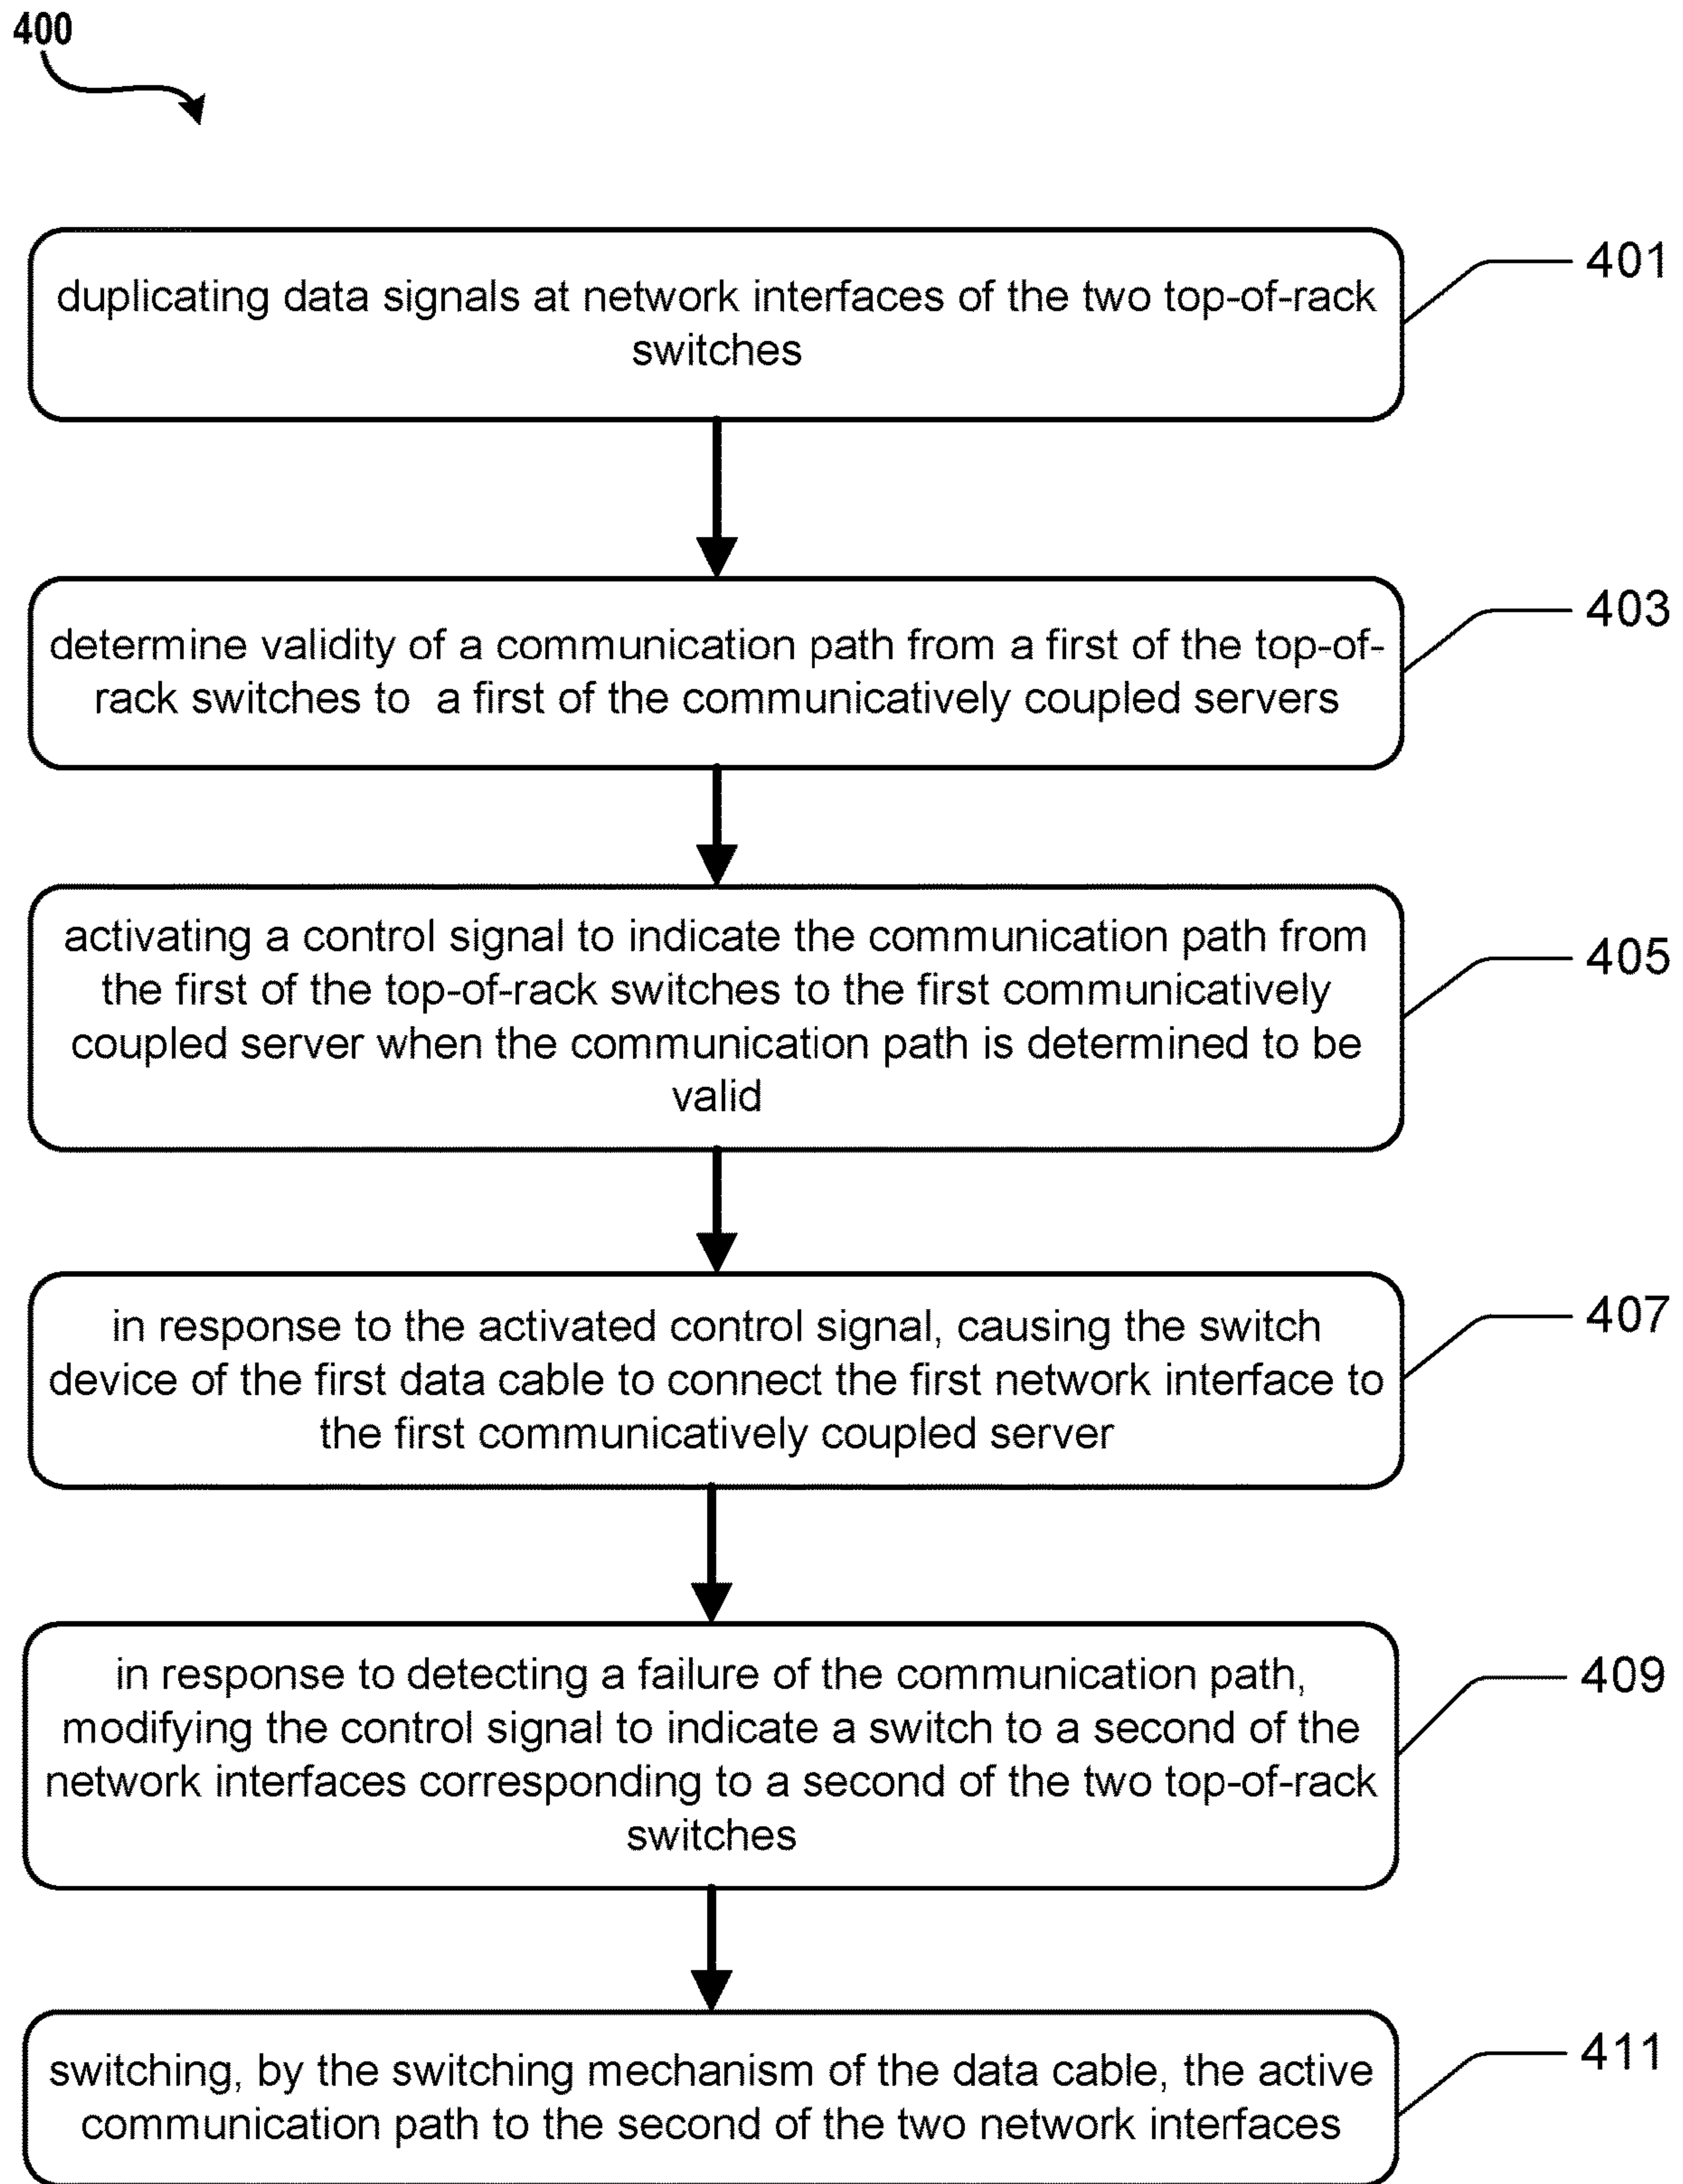 400
duplicating data signals at network interfaces of the two top-of-rack
switches
401
determine validity of a communication path from a first of the top-of-
rack switches to a first of the communicatively coupled servers
403
activating a control signal to indicate the communication path from
the first of the top-of-rack switches to the first communicatively
coupled server when the communication path is determined to be
valid
405
in response to the activated control signal, causing the switch
device of the first data cable to connect the first network interface to
the first communicatively coupled server
407
in response to detecting a failure of the communication path,
modifying the control signal to indicate a switch to a second of the
network interfaces corresponding to a second of the two top-of-rack
switches
409
switching, by the switching mechanism of the data cable, the active
communication path to the second of the two network interfaces
411